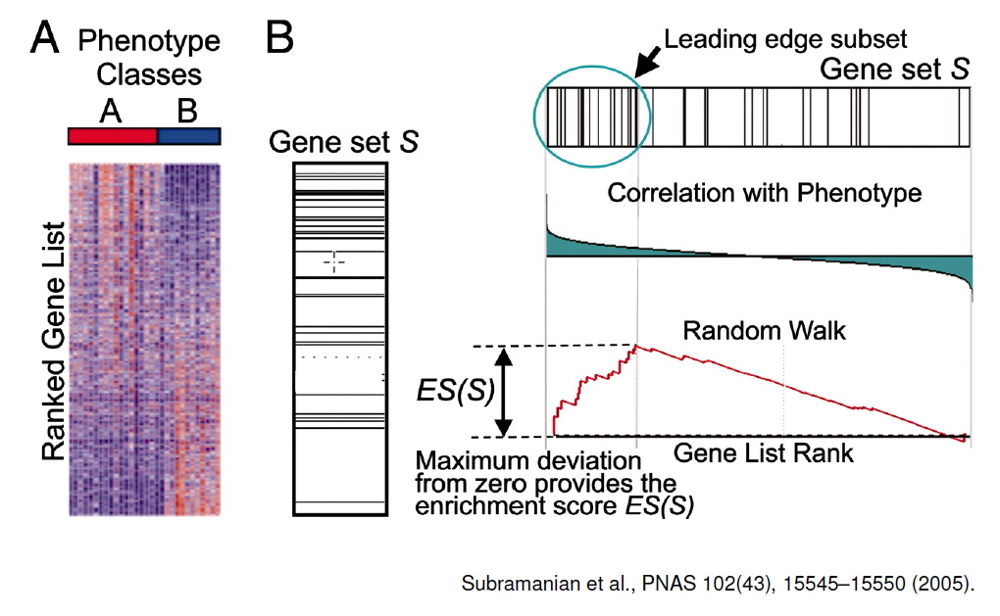 A
Phenotype
Classes
A
B
Ranked Gene List
B
Gene set S
Leading edge subset
Gene set S
Correlation with Phenotype
Random Walk
ES(S)
Gene List Rank
Maximum deviation
from zero provides the
enrichment score ES(S)
Subramanian et al., PNAS 102(43), 15545–15550 (2005).